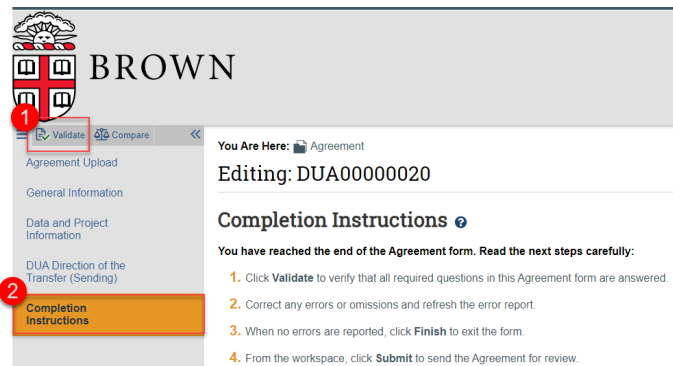 BROWN
1
Validate Compare
Agreement Upload
General Information
Data and Project
Information
DUA Direction of the
Transfer (Sending)
2
Completion
Instructions
You Are Here: Agreement
Editing: DUA00000020
Completion Instructions ?
You have reached the end of the Agreement form. Read the next steps carefully:
1. Click Validate to verify that all required questions in this Agreement form are answered.
2. Correct any errors or omissions and refresh the error report.
3. When no errors are reported, click Finish to exit the form.
4. From the workspace, click Submit to send the Agreement for review.